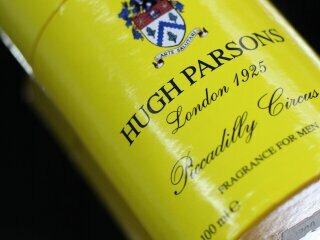 HUGH PARSONS
London 1925
Piccadilly Circus
FRAGRANCE FOR MEN
100 ml e